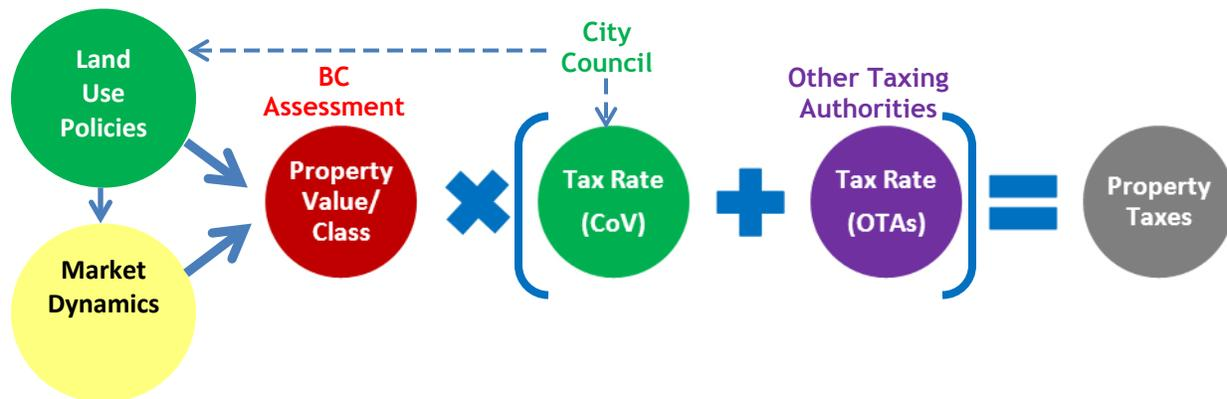 Land
Use
Policies
Market
Dynamics
BC
Assessment
Property
Value/
Class
City
Council
Tax Rate
(CoV)
Other Taxing
Authorities
Tax Rate
(OTAs)
Property
Taxes